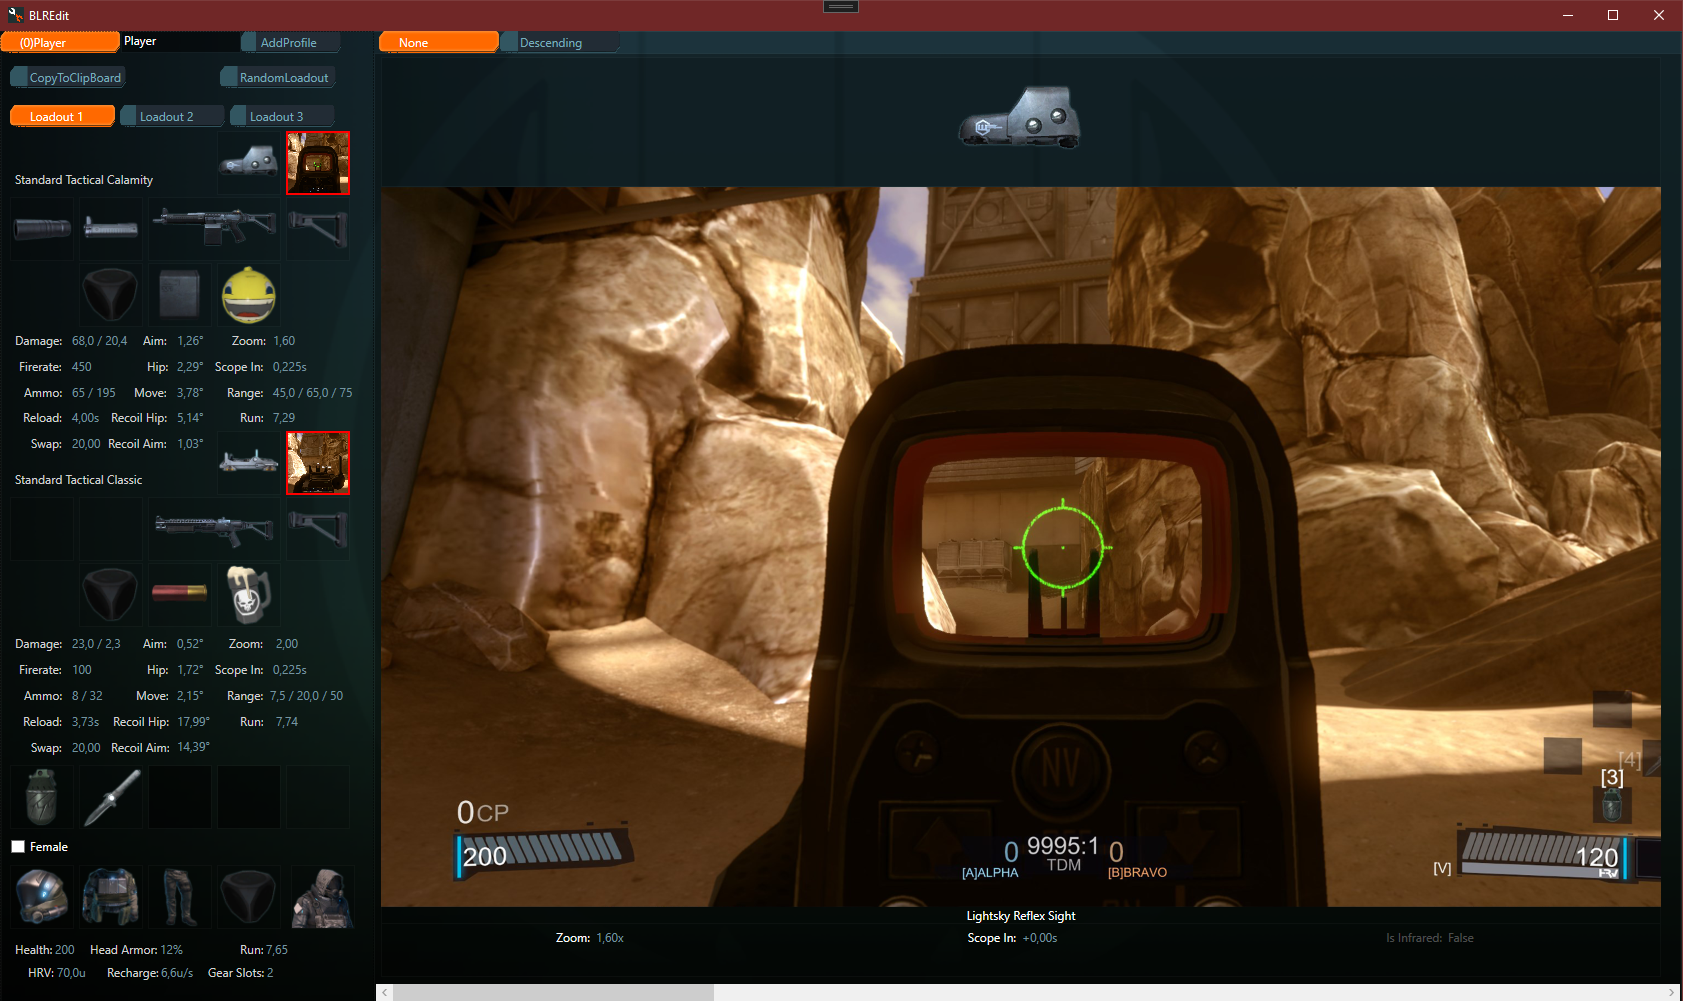 BLREdit
(0)Player
Player
AddProfile
None
Descending
CopyToClipBoard
RandomLoadout
Loadout 1
Loadout 2
Loadout 3
Standard Tactical Calamity
Damage: 68,0 / 20,4 Aim: 1,26° Zoom: 1,60
Firerate: 450 Hip: 2,29° Scope In: 0,225s
Ammo: 65 / 195 Move: 3,78° Range: 45,0 / 65,0 / 75
Reload: 4,00s Recoil Hip: 5,14° Run: 7,29
Swap: 20,00 Recoil Aim: 1,03°
Standard Tactical Classic
Damage: 23,0 / 2,3 Aim: 0,52° Zoom: 2,00
Firerate: 100 Hip: 1,72° Scope In: 0,225s
Ammo: 8 / 32 Move: 2,15° Range: 7,5 / 20,0 / 50
Reload: 3,73s Recoil Hip: 17,99° Run: 7,74
Swap: 20,00 Recoil Aim: 14,39°
Female
Health: 200 Head Armor: 12% Run: 7,65
HRV: 70,0u Recharge: 6,6u/s Gear Slots: 2
NV
[4]
[3]
0 CP
200
0 9995:1 0
[A]ALPHA TDM [B]BRAVO
[V]
120
HRV
Lightsky Reflex Sight
Zoom: 1,60x
Scope In: +0,00s
Is Infrared: False